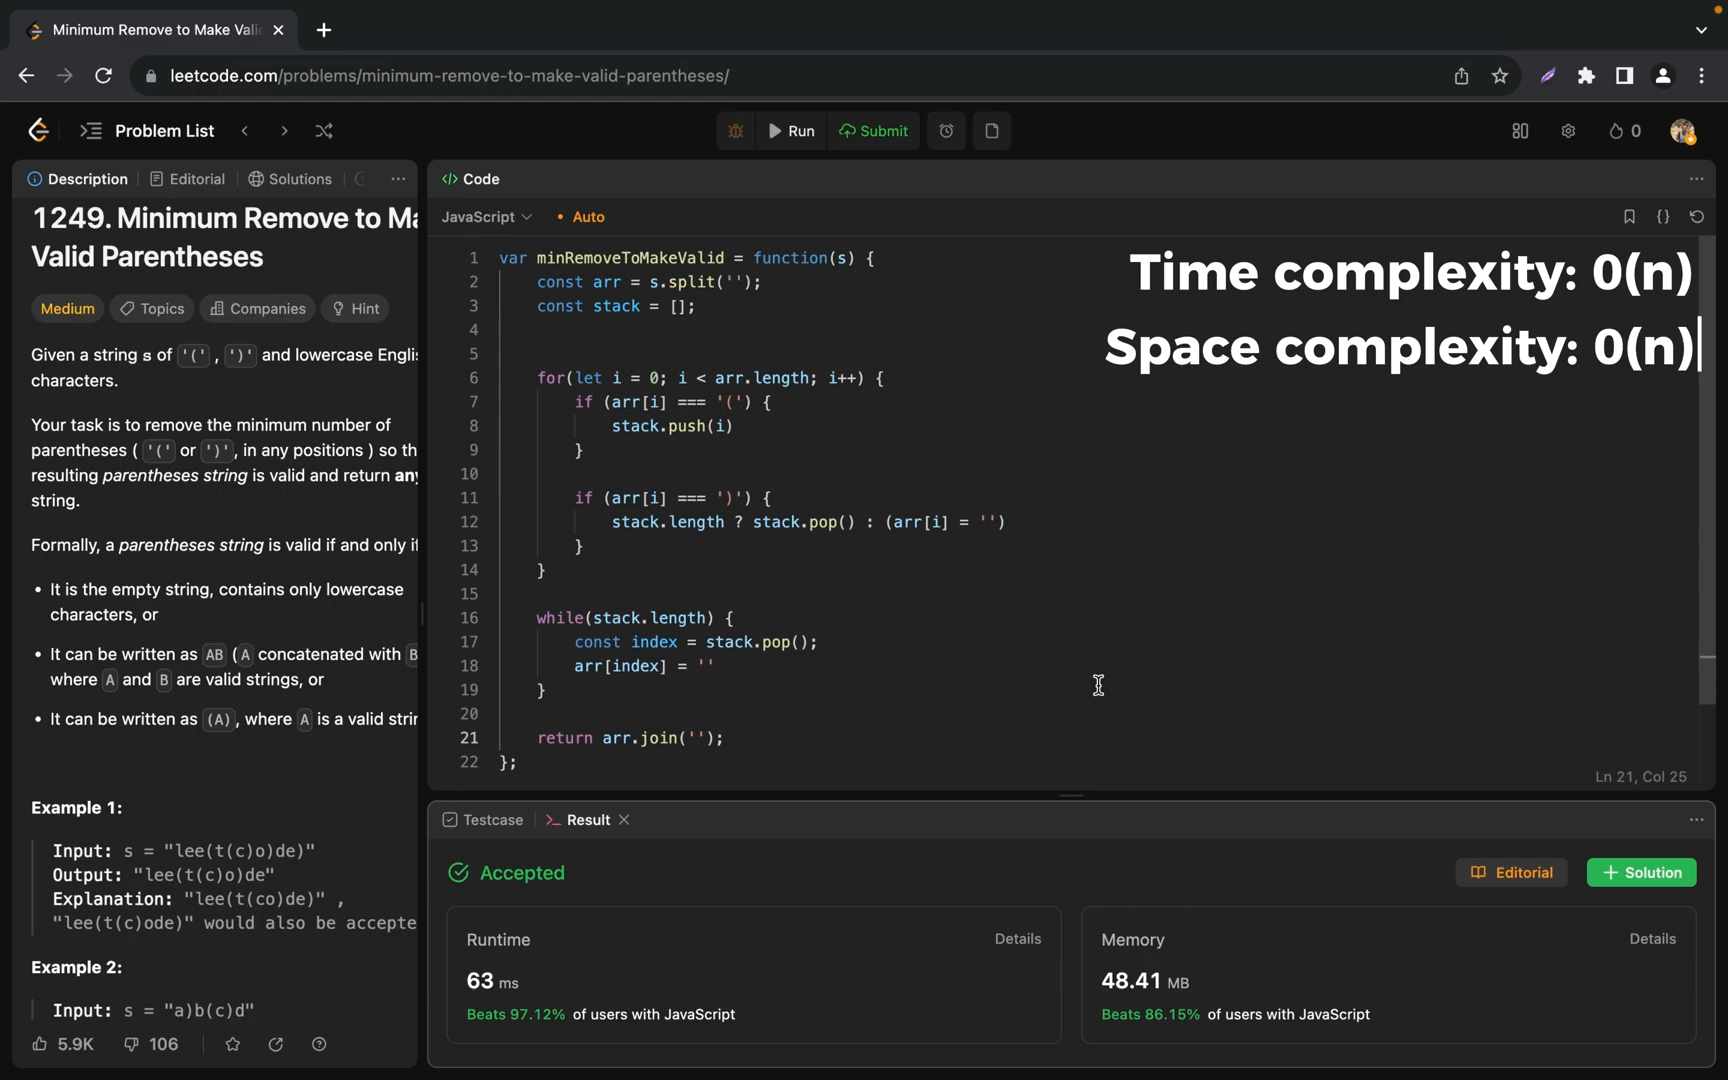 Minimum Remove to Make Vali
leetcode.com/problems/minimum-remove-to-make-valid-parentheses/
Problem List
Run
Submit
0
Description
Editorial
Solutions
1249. Minimum Remove to Ma
Valid Parentheses
Medium
Topics
Companies
Hint
Given a string s of '(' , ')' and lowercase Englis
characters.
Your task is to remove the minimum number of
parentheses ( '(' or ')', in any positions ) so th
resulting parentheses string is valid and return any
string.
Formally, a parentheses string is valid if and only if
• It is the empty string, contains only lowercase
characters, or
• It can be written as AB (A concatenated with B
where A and B are valid strings, or
• It can be written as (A), where A is a valid strin
Example 1:
Input: s = "lee(t(c)o)de)"
Output: "lee(t(c)o)de"
Explanation: "lee(t(co)de)" ,
"lee(t(c)ode)" would also be accepte
Example 2:
Input: s = "a)b(c)d"
5.9K
106
</> Code
JavaScript
• Auto
1 var minRemoveToMakeValid = function(s) {
2 const arr = s.split('');
3 const stack = [];
4
5
6 for(let i = 0; i < arr.length; i++) {
7 if (arr[i] === '(') {
8 stack.push(i)
9 }
10
11 if (arr[i] === ')') {
12 stack.length ? stack.pop() : (arr[i] = '')
13 }
14 }
15
16 while(stack.length) {
17 const index = stack.pop();
18 arr[index] = ''
19 }
20
21 return arr.join('');
22 };
Time complexity: 0(n)
Space complexity: 0(n)
Ln 21, Col 25
Testcase
Result
Accepted
Editorial
Solution
Runtime
Details
63 ms
Beats 97.12% of users with JavaScript
Memory
Details
48.41 MB
Beats 86.15% of users with JavaScript